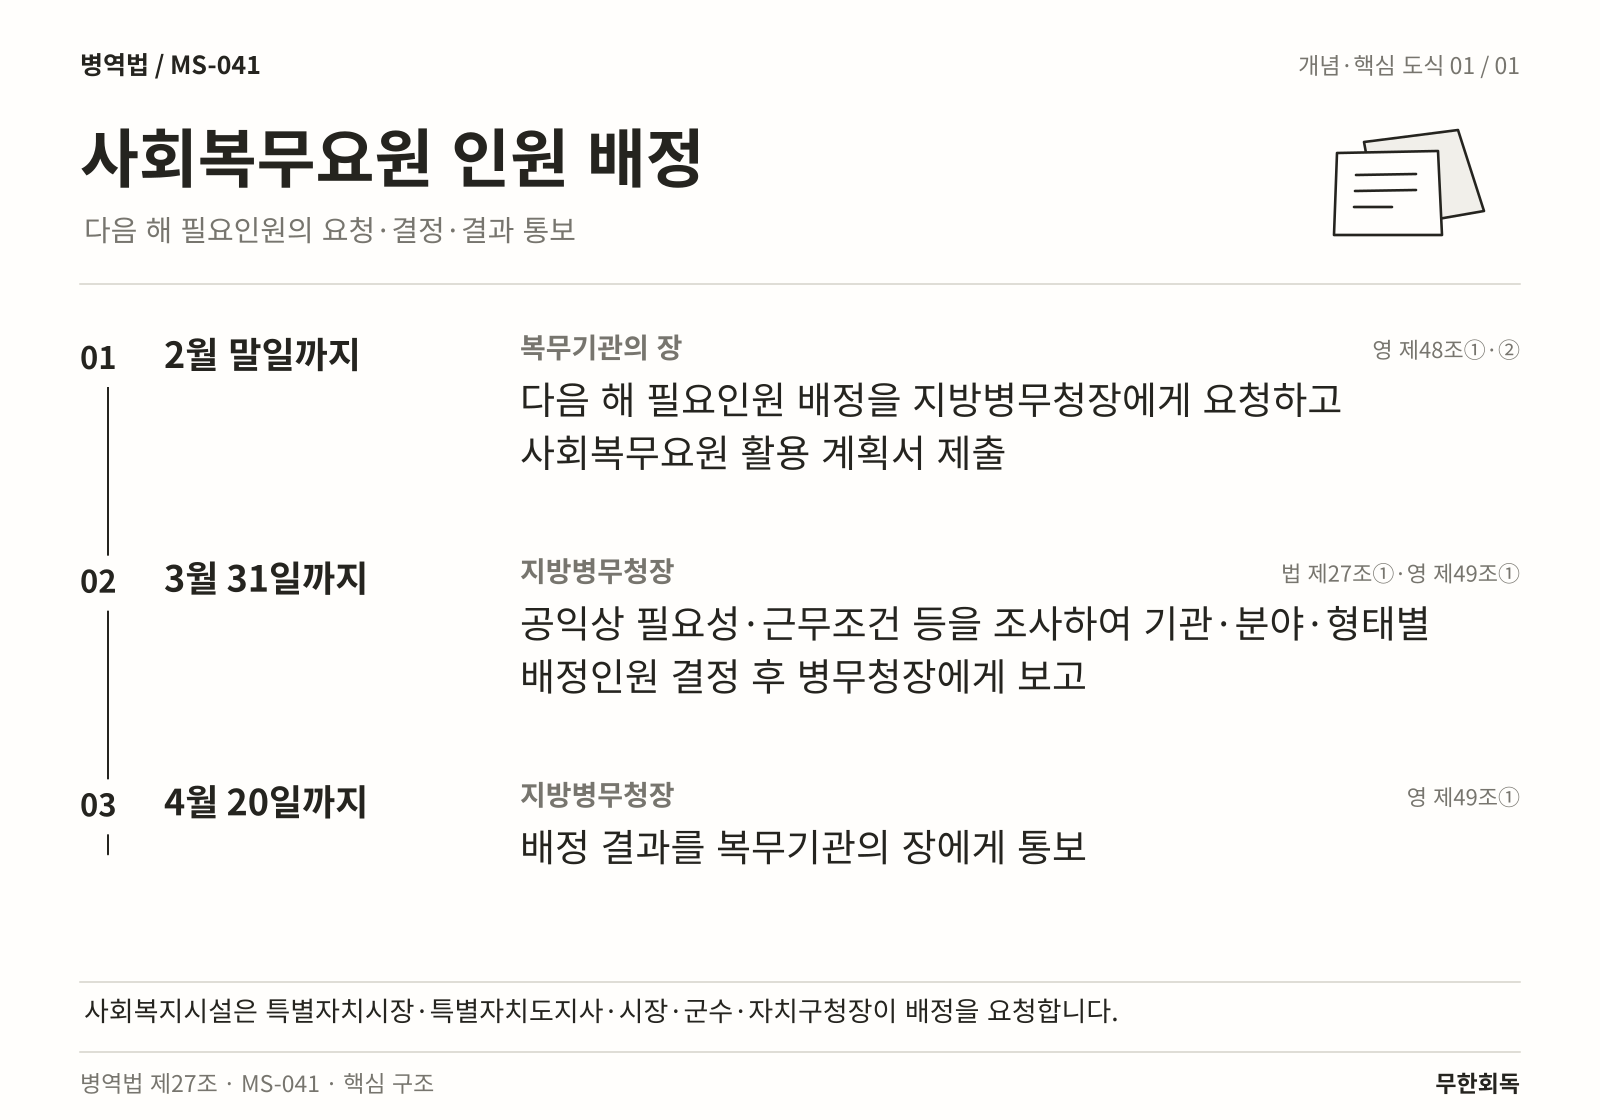 병역법 / MS-041
개념·핵심 도식 01 / 01
사회복무요원 인원 배정
다음 해 필요인원의 요청·결정·결과 통보
01
2월 말일까지
복무기관의 장
영 제48조①·②
다음 해 필요인원 배정을 지방병무청장에게 요청하고
사회복무요원 활용 계획서 제출
02
3월 31일까지
지방병무청장
법 제27조①·영 제49조①
공익상 필요성·근무조건 등을 조사하여 기관·분야·형태별
배정인원 결정 후 병무청장에게 보고
03
4월 20일까지
지방병무청장
영 제49조①
배정 결과를 복무기관의 장에게 통보
사회복지시설은 특별자치시장·특별자치도지사·시장·군수·자치구청장이 배정을 요청합니다.
병역법 제27조 · MS-041 · 핵심 구조
무한회독